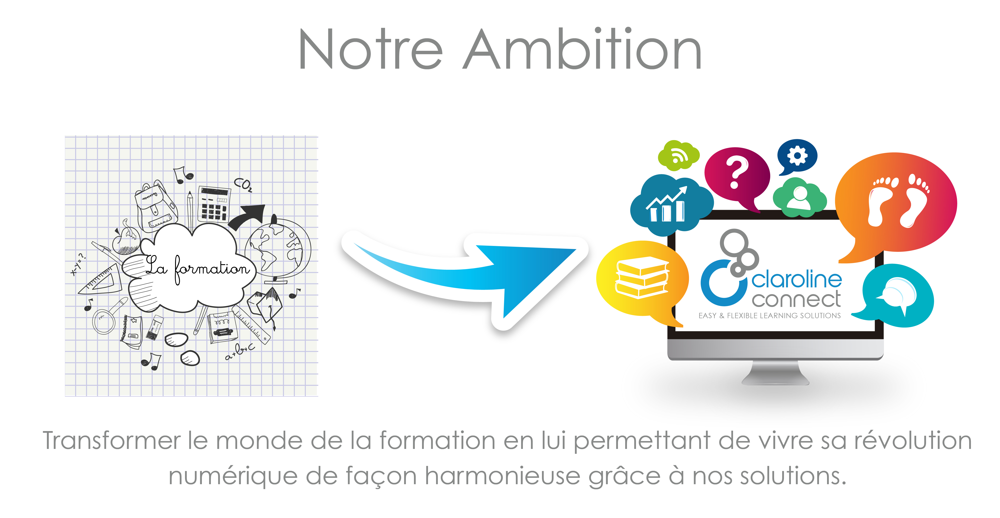 Notre Ambition
CO₂
x-y=?
La formation
a+b+c
claroline
connect
EASY & FLEXIBLE LEARNING SOLUTIONS
Transformer le monde de la formation en lui permettant de vivre sa révolution
numérique de façon harmonieuse grâce à nos solutions.